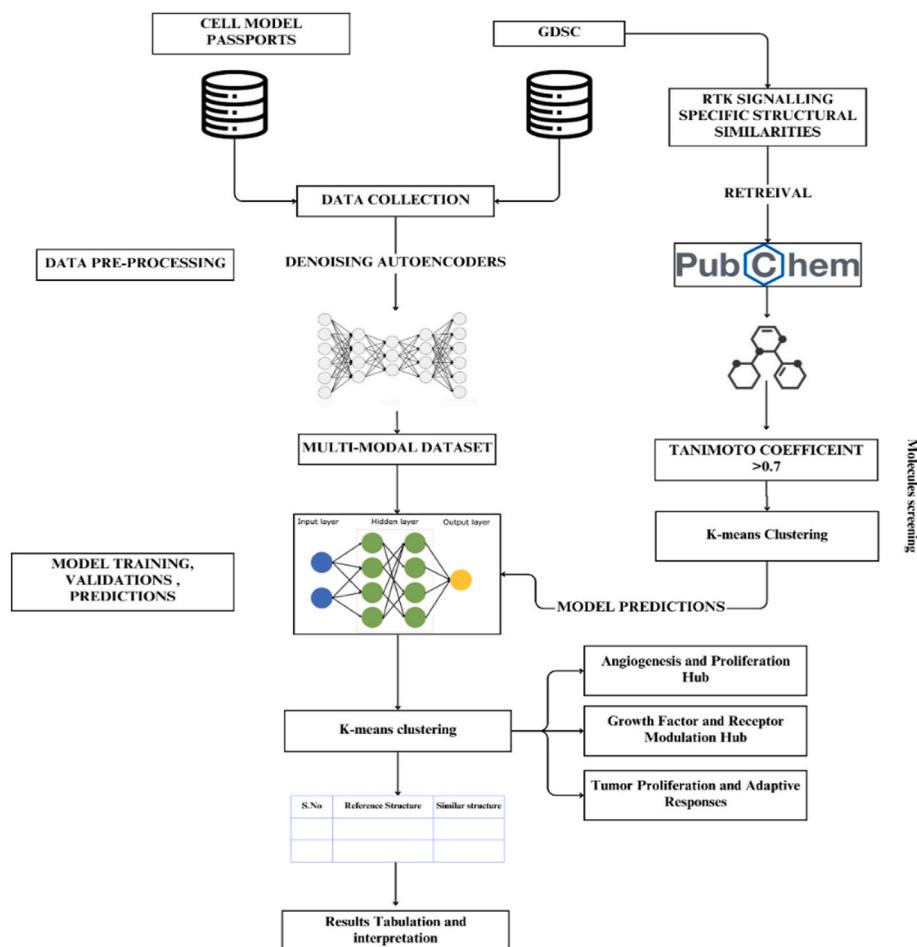 CELL MODEL
PASSPORTS
GDSC
RTK SIGNALLING
SPECIFIC STRUCTURAL
SIMILARITIES
DATA COLLECTION
RETREIVAL
DATA PRE-PROCESSING
DENOISING AUTOENCODERS
PubChem
MULTI-MODAL DATASET
TANIMOTO COEFFICEINT
>0.7
Molecules screening
Input layer
Hidden layer
Output layer
K-means Clustering
MODEL TRAINING,
VALIDATIONS ,
PREDICTIONS
MODEL PREDICTIONS
Angiogenesis and Proliferation
Hub
K-means clustering
Growth Factor and Receptor
Modulation Hub
Tumor Proliferation and Adaptive
Responses
S.No
Reference Structure
Similar structure
Results Tabulation and
interpretation